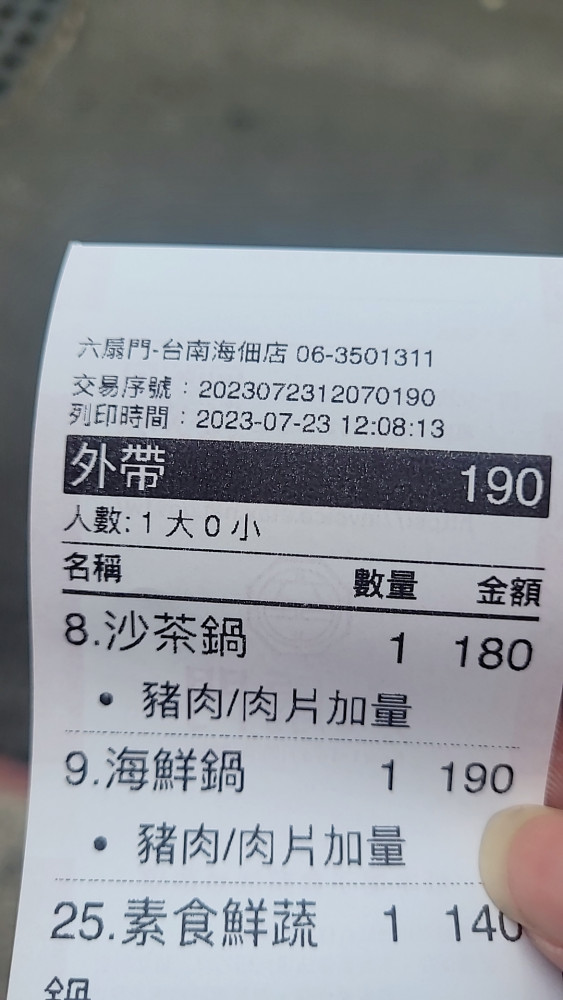 六扇門-台南海佃店 06-3501311
交易序號：2023072312070190
列印時間：2023-07-23 12:08:13
外帶 190
人數: 1 大 0 小
名稱 數量 金額
8.沙茶鍋 1 180
• 豬肉/肉片加量
9.海鮮鍋 1 190
• 豬肉/肉片加量
25.素食鮮蔬 1 140
鍋